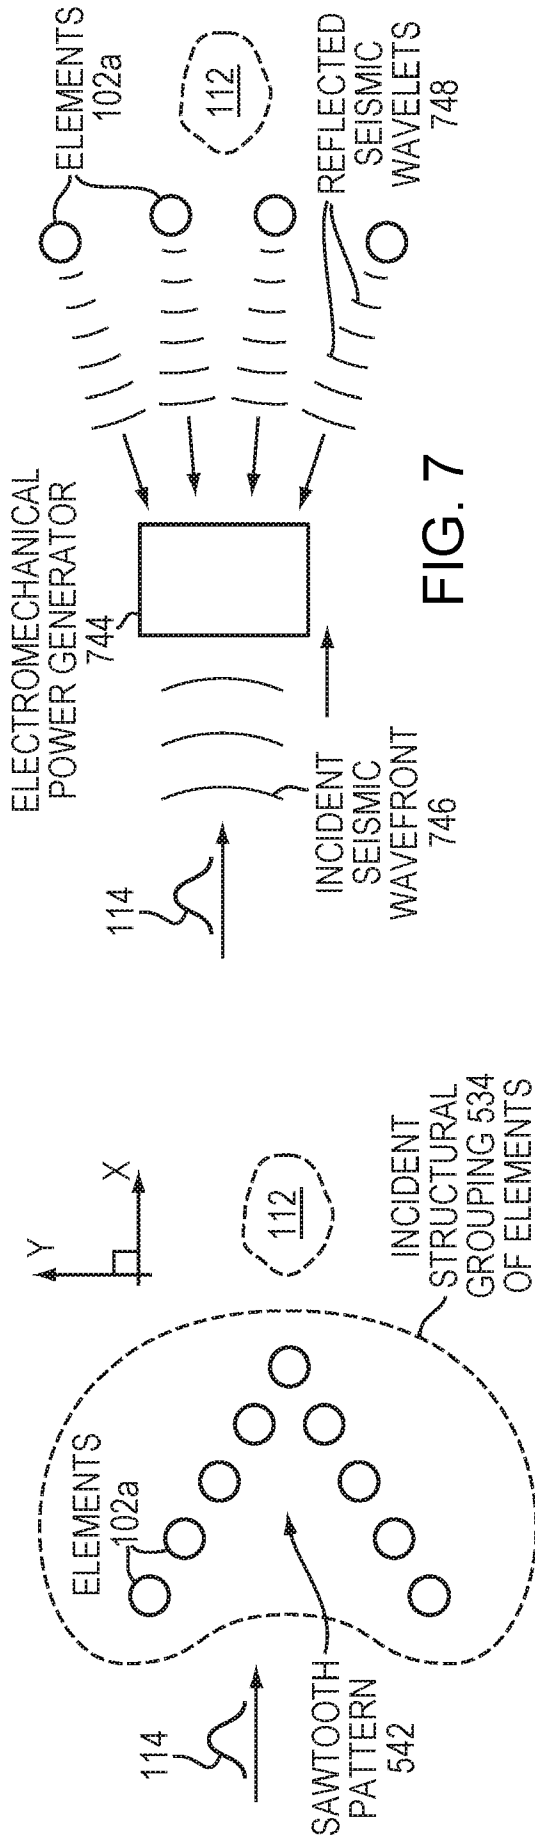 114
ELEMENTS
102a
Y
X
112
SAWTOOTH
PATTERN
542
INCIDENT
STRUCTURAL
GROUPING 534
OF ELEMENTS
ELECTROMECHANICAL
POWER GENERATOR
744
ELEMENTS
102a
114
112
INCIDENT
SEISMIC
WAVEFRONT
746
REFLECTED
SEISMIC
WAVELETS
748
FIG. 7